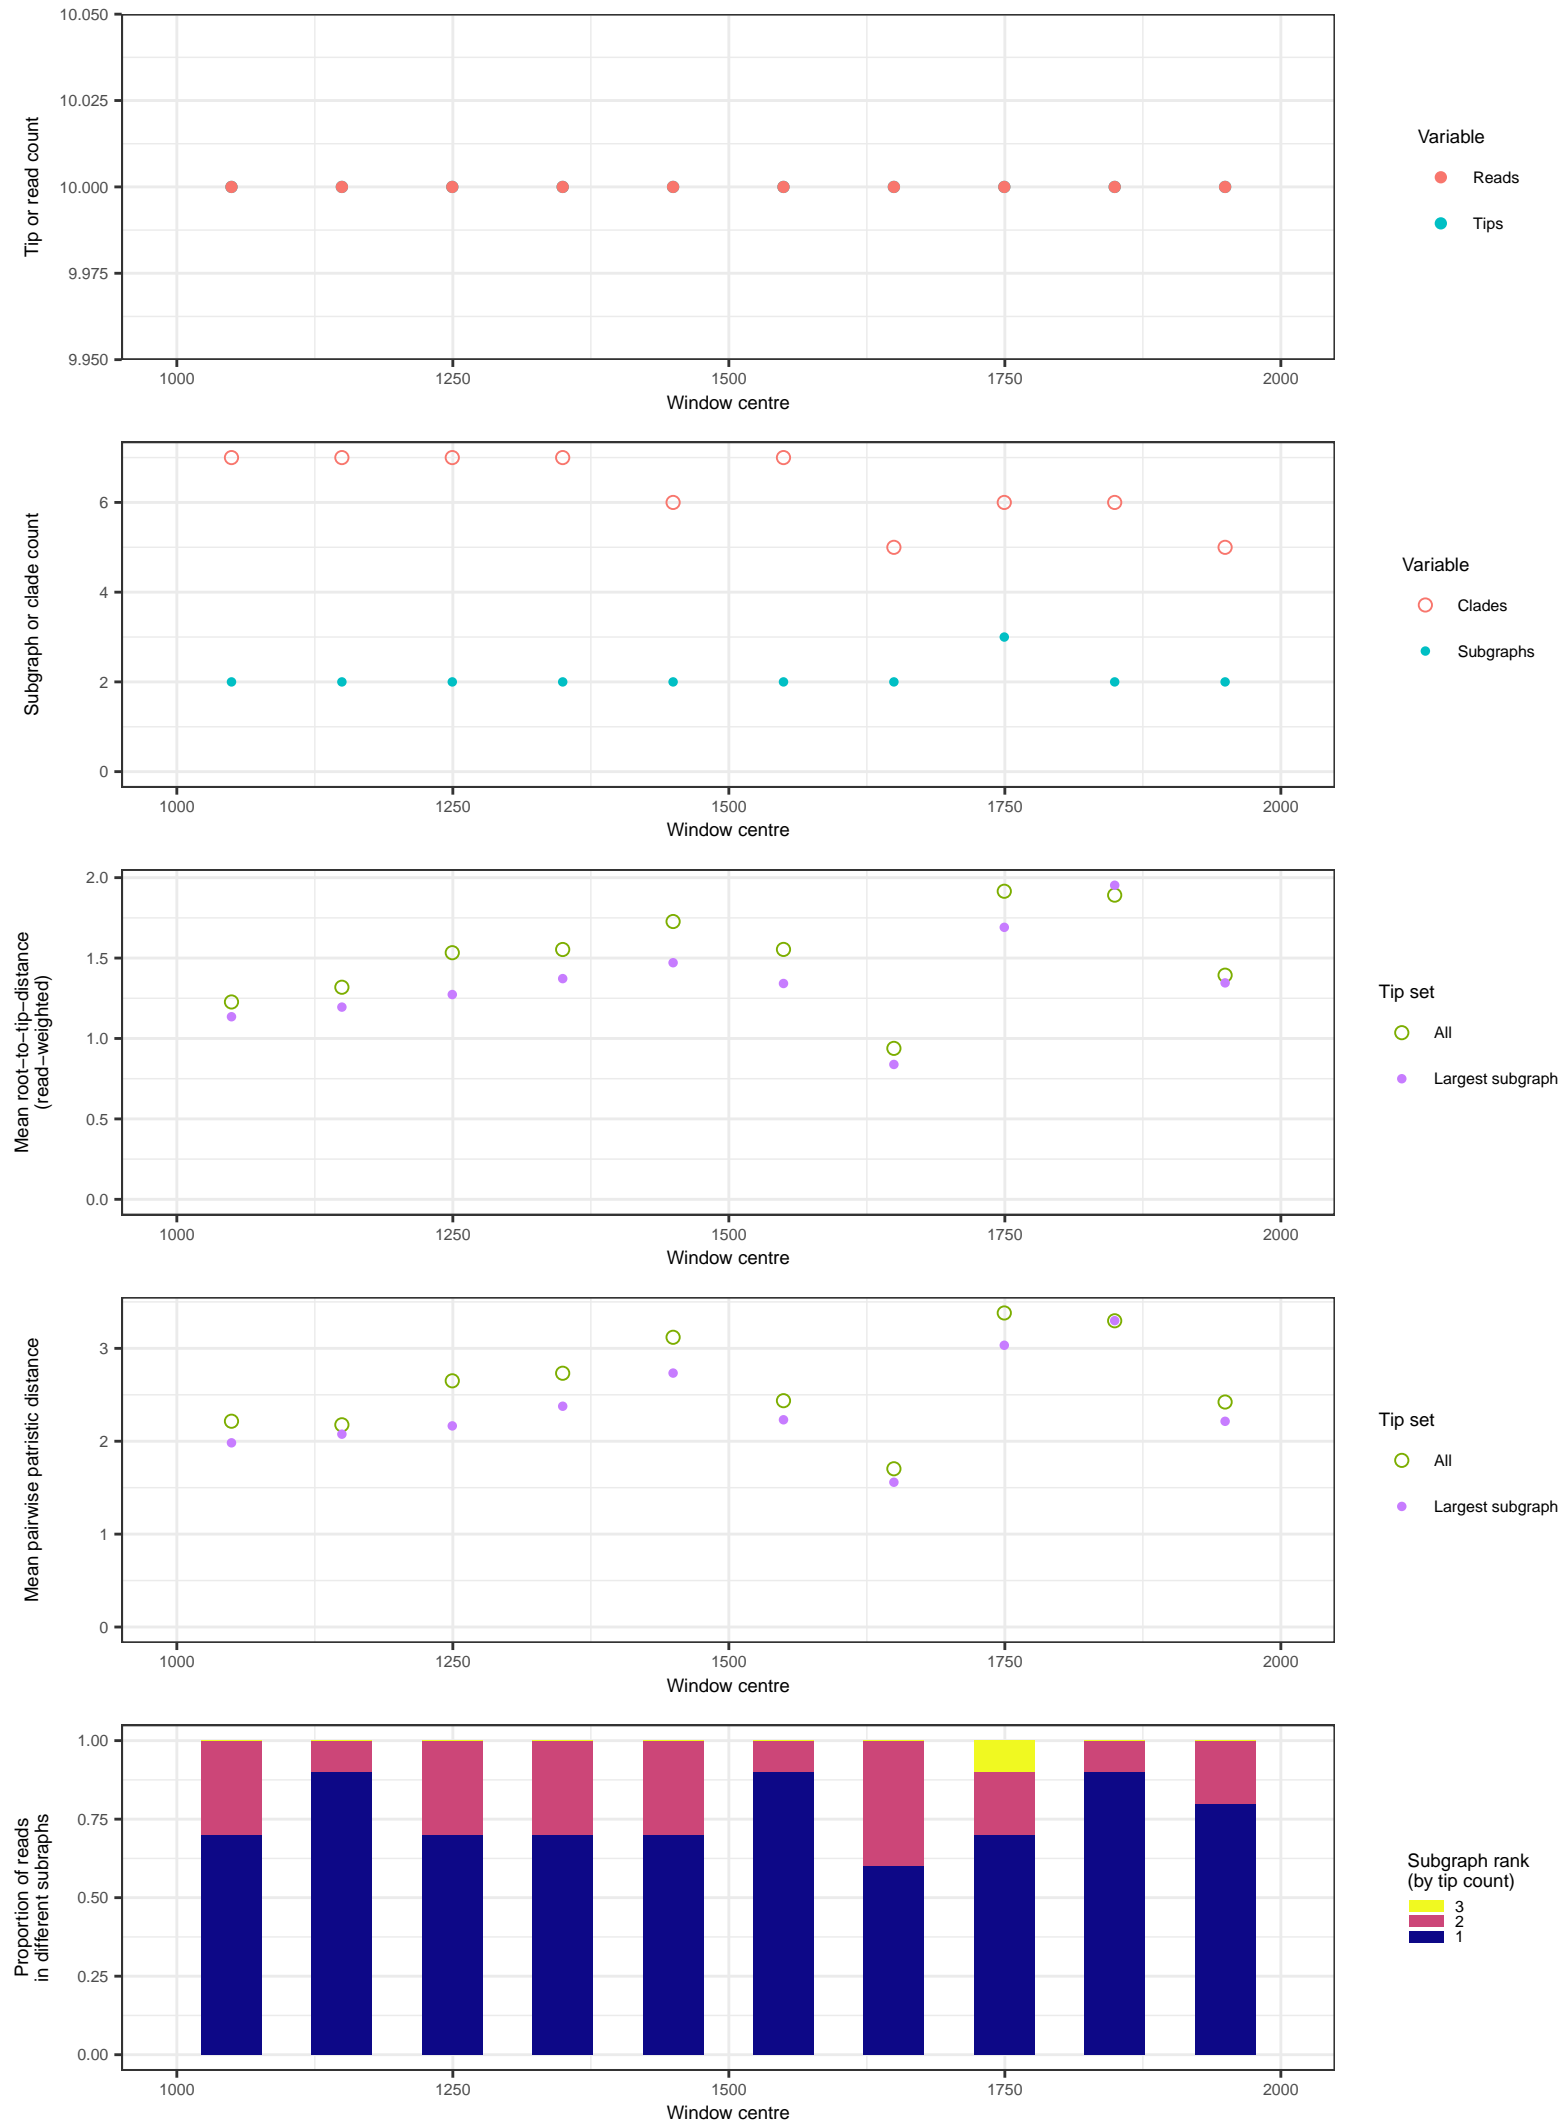 10.050
10.025
10.000
9.975
9.950
Tip or read count
1000 1250 1500 1750 2000
Window centre
Variable
Reads
Tips
6
4
2
0
Subgraph or clade count
1000 1250 1500 1750 2000
Window centre
Variable
Clades
Subgraphs
2.0
1.5
1.0
0.5
0.0
Mean root−to−tip−distance
(read−weighted)
1000 1250 1500 1750 2000
Window centre
Tip set
All
Largest subgraph
3
2
1
0
Mean pairwise patristic distance
1000 1250 1500 1750 2000
Window centre
Tip set
All
Largest subgraph
1.00
0.75
0.50
0.25
0.00
Proportion of reads
in different subraphs
1000 1250 1500 1750 2000
Window centre
Subgraph rank
(by tip count)
3
2
1